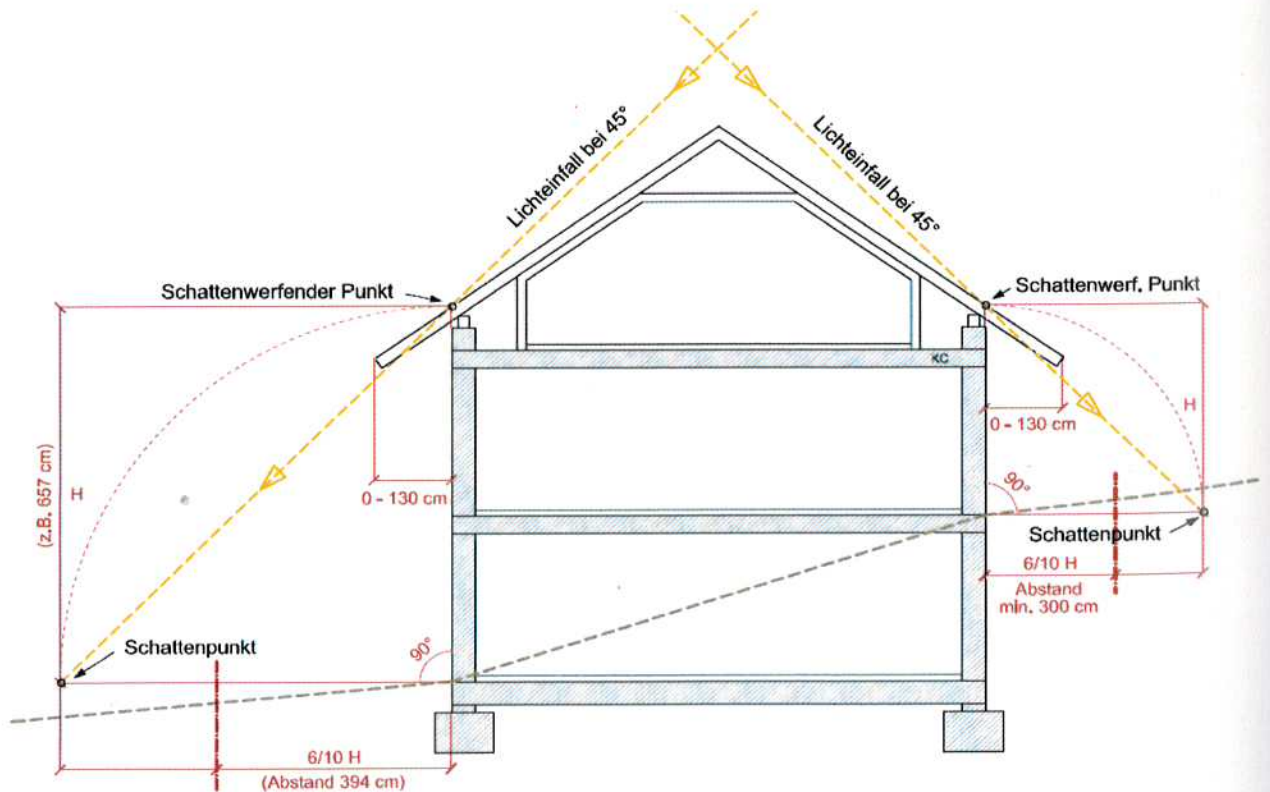 Lichteinfall bei 45°
Lichteinfall bei 45°
Schattenwerfender Punkt
Schattenwerf. Punkt
KC
H
(z.B. 657 cm)
H
0 - 130 cm
0 - 130 cm
90°
90°
Schattenpunkt
6/10 H
Abstand
min. 300 cm
Schattenpunkt
6/10 H
(Abstand 394 cm)